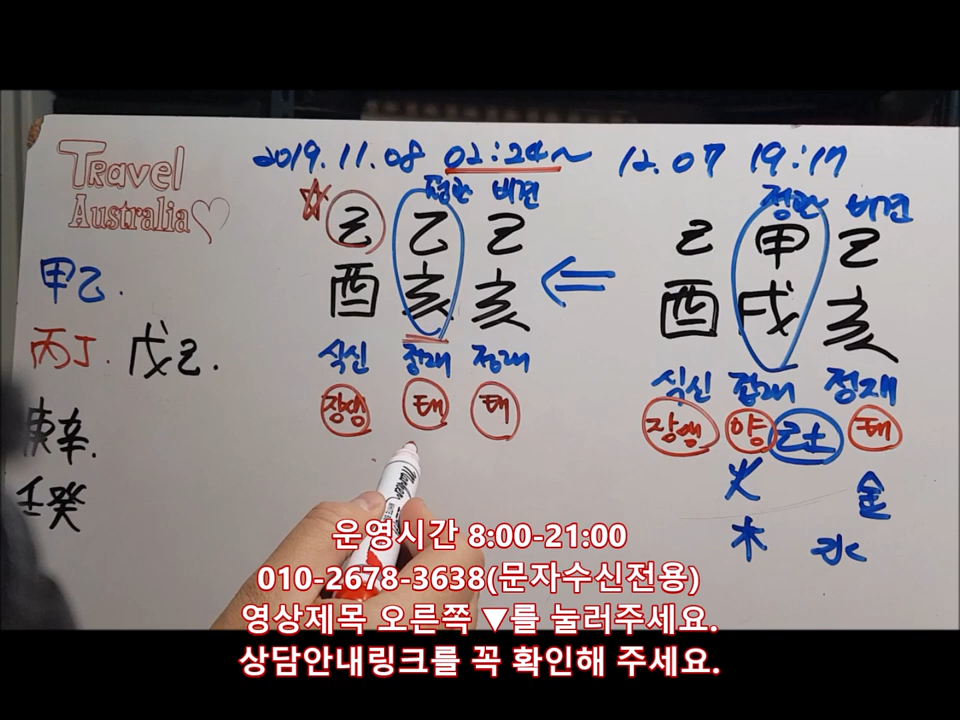 Travel
Australia
2019.11.08 02:24~ 12.07 19:17
정관 비견
己 乙 己
酉 亥 亥
식신 정재 정재
장생 태 태
정관 비견
己 甲 己
酉 戌 亥
식신 겁재 정재
장생 양 己土 태
火 金
木 水
甲乙.
丙丁. 戊己.
庚辛.
壬癸
운영시간 8:00-21:00
010-2678-3638(문자수신전용)
영상제목 오른쪽 ▼를 눌러주세요.
상담안내링크를 꼭 확인해 주세요.